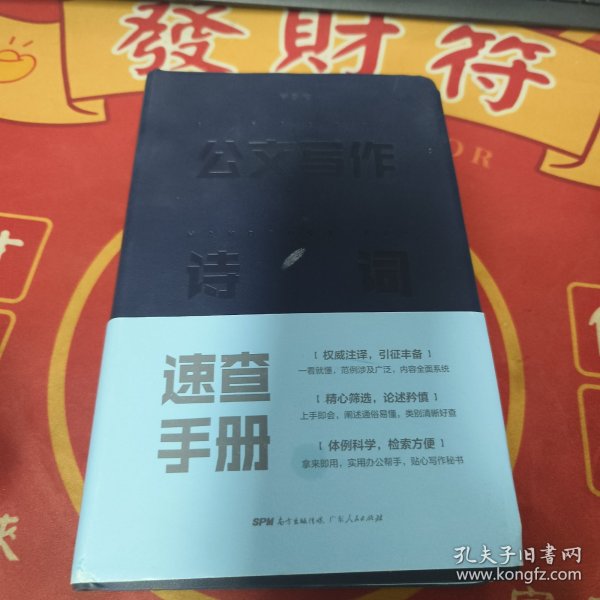 發財符
公文写作
诗词
速查
手册
[ 权威注译，引征丰备 ]
一看就懂，范例涉及广泛，内容全面系统
[ 精心筛选，论述矜慎 ]
上手即会，阐述通俗易懂，类别清晰好查
[ 体例科学，检索方便 ]
拿来即用，实用办公帮手，贴心写作秘书
SPM 南方出版传媒 广东人民出版社
孔夫子旧书网
www.kongfz.com